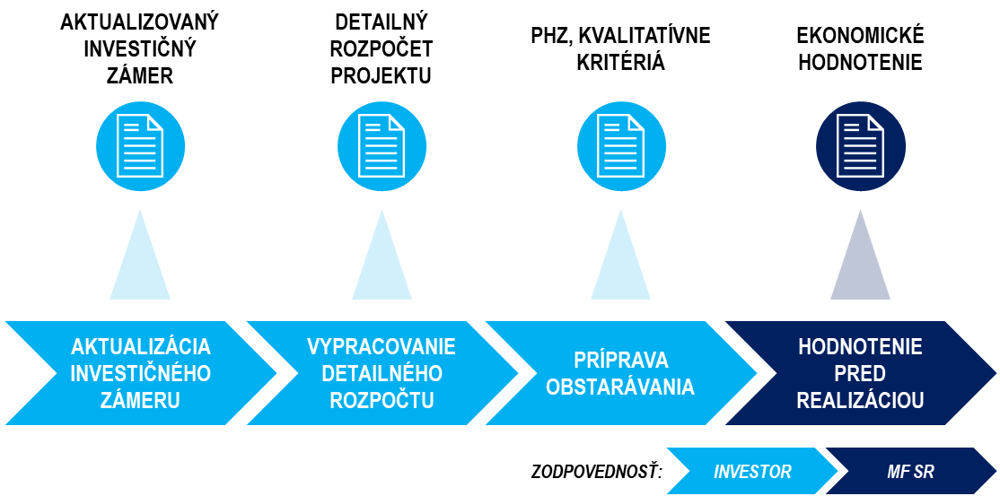 AKTUALIZOVANÝ
INVESTIČNÝ
ZÁMER
DETAILNÝ
ROZPOČET
PROJEKTU
PHZ, KVALITATÍVNE
KRITÉRIÁ
EKONOMICKÉ
HODNOTENIE
AKTUALIZÁCIA
INVESTIČNÉHO
ZÁMERU
VYPRACOVANIE
DETAILNÉHO
ROZPOČTU
PRÍPRAVA
OBSTARÁVANIA
HODNOTENIE
PRED
REALIZÁCIOU
ZODPOVEDNOSŤ:
INVESTOR
MF SR